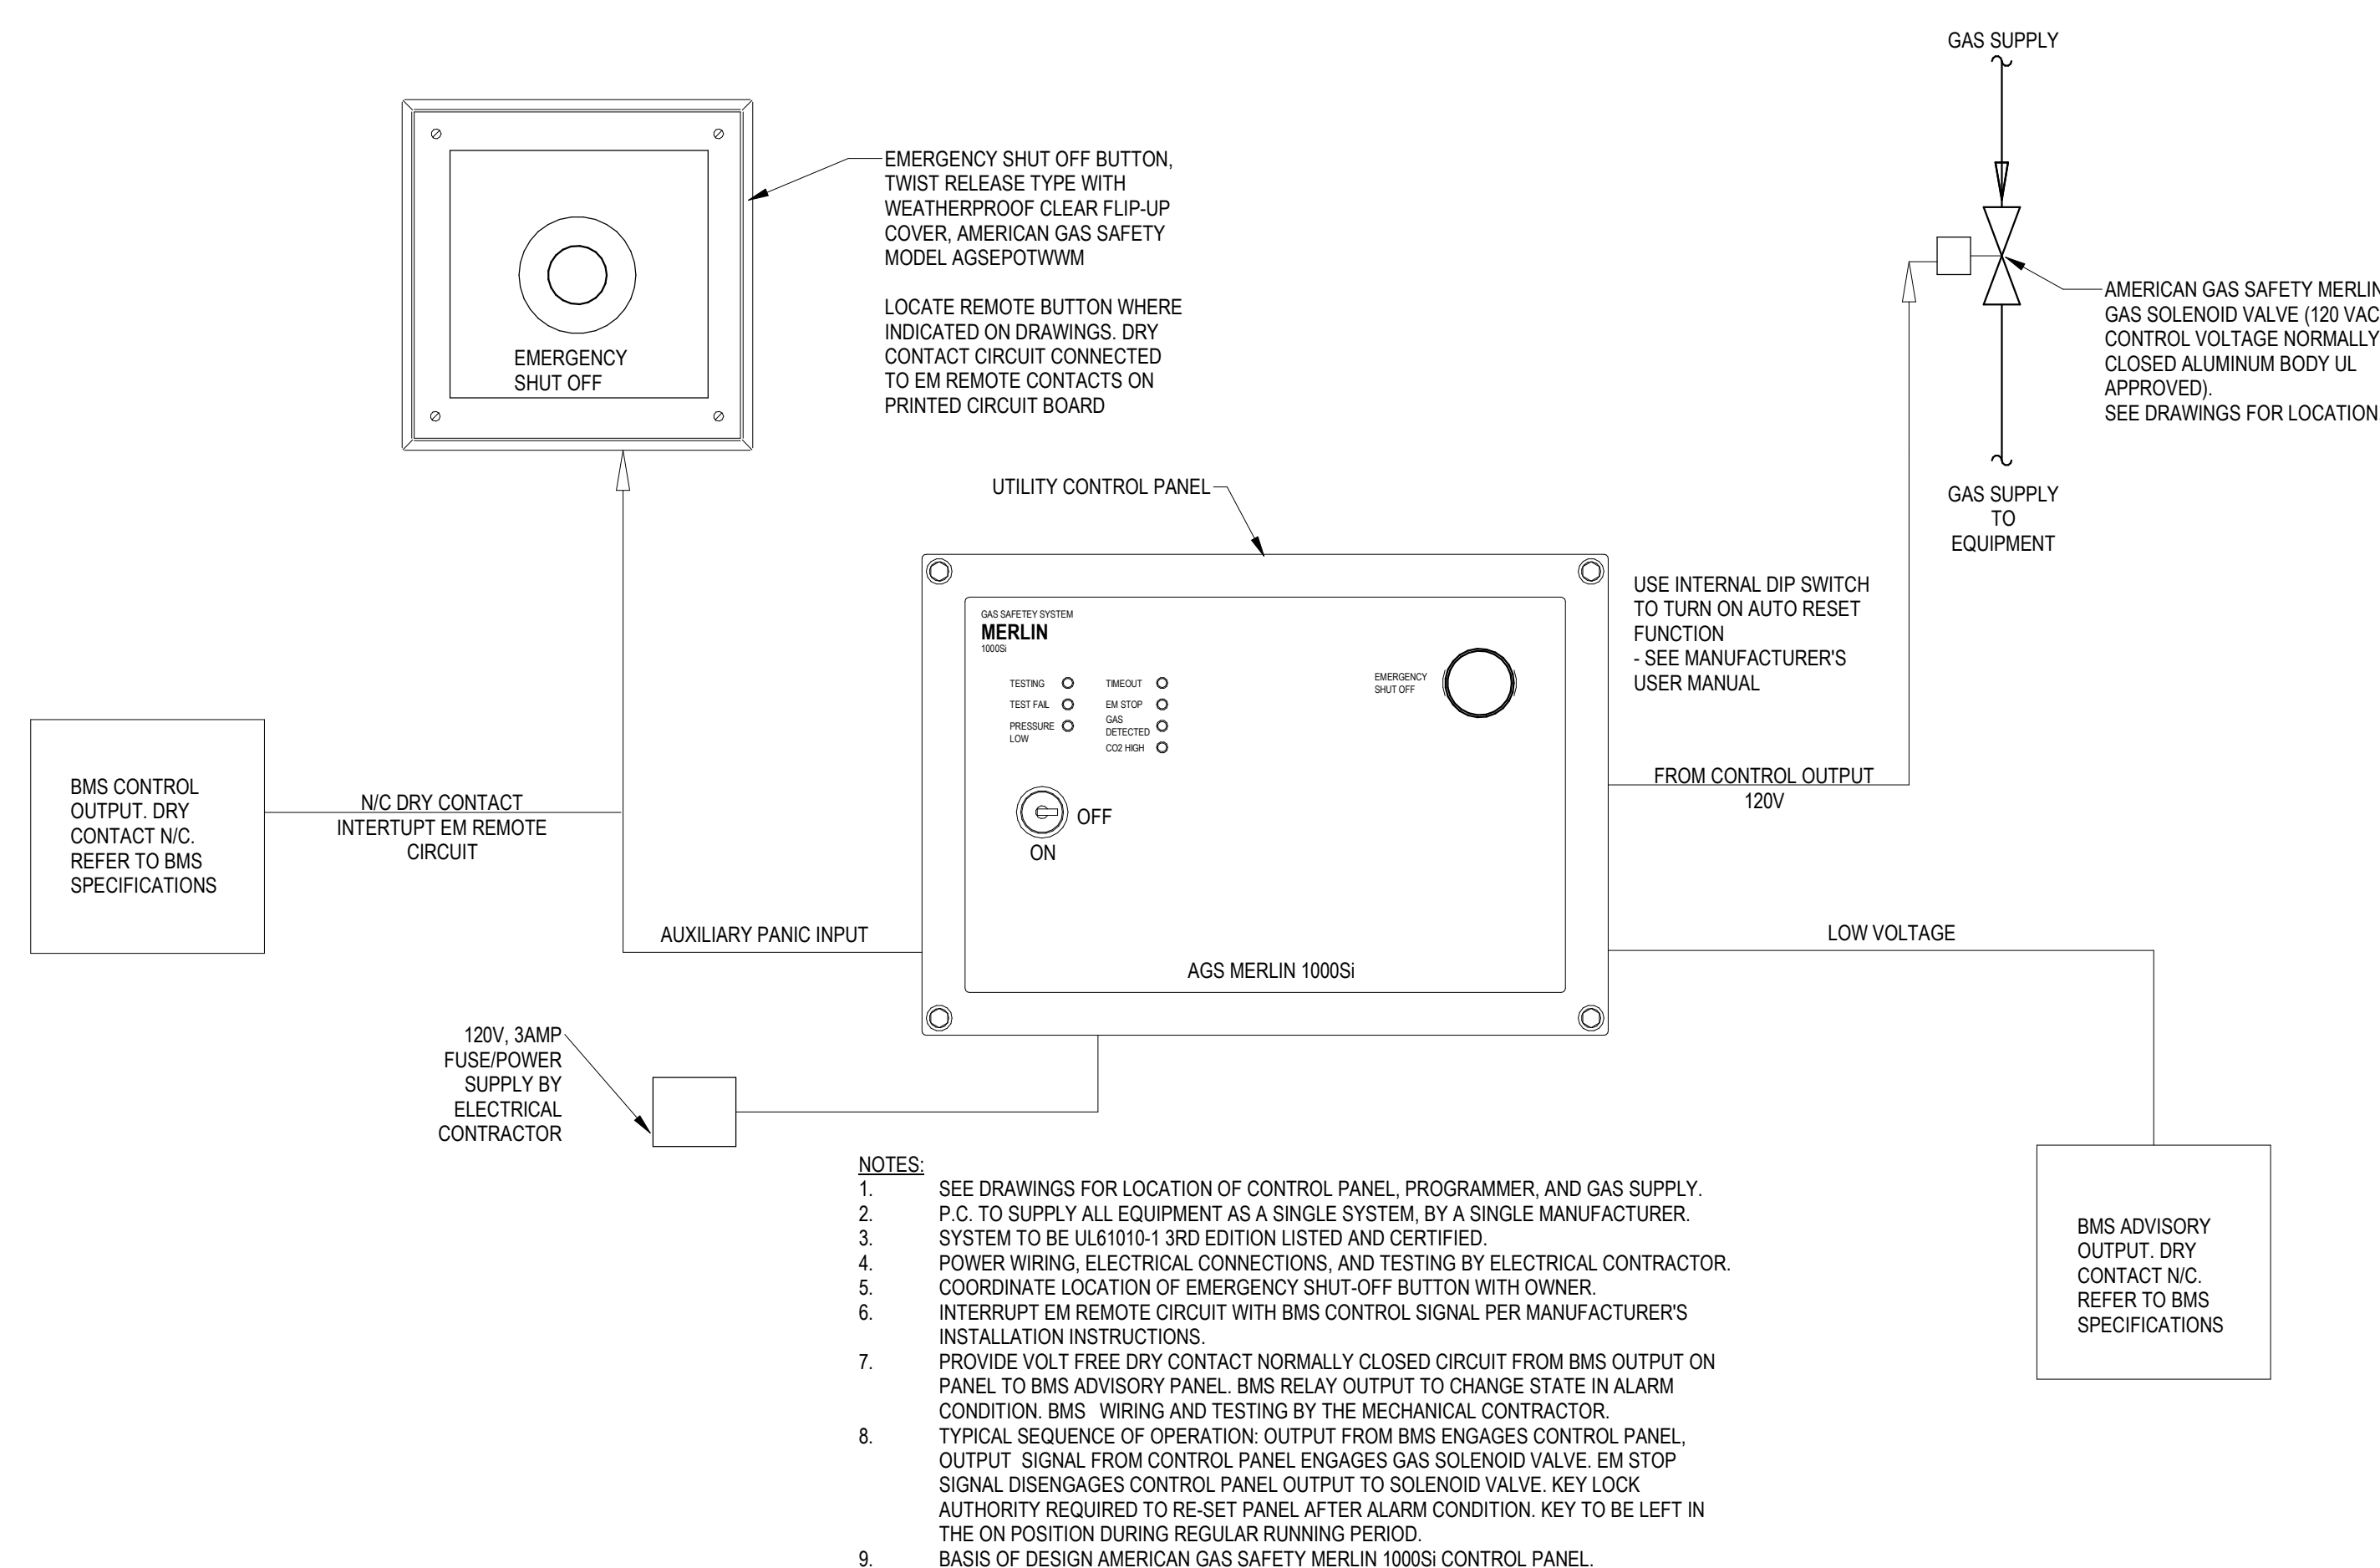 GAS SUPPLY
EMERGENCY SHUT OFF BUTTON,
TWIST RELEASE TYPE WITH
WEATHERPROOF CLEAR FLIP-UP
COVER, AMERICAN GAS SAFETY
MODEL AGSEPOTWWM
LOCATE REMOTE BUTTON WHERE
INDICATED ON DRAWINGS. DRY
CONTACT CIRCUIT CONNECTED
TO EM REMOTE CONTACTS ON
PRINTED CIRCUIT BOARD
EMERGENCY
SHUT OFF
AMERICAN GAS SAFETY MERLIN
GAS SOLENOID VALVE (120 VAC
CONTROL VOLTAGE NORMALLY
CLOSED ALUMINUM BODY UL
APPROVED).
SEE DRAWINGS FOR LOCATION
UTILITY CONTROL PANEL
GAS SUPPLY
TO
EQUIPMENT
USE INTERNAL DIP SWITCH
TO TURN ON AUTO RESET
FUNCTION
- SEE MANUFACTURER'S
USER MANUAL
GAS SAFETEY SYSTEM
MERLIN
1000Si
TESTING
TEST FAIL
PRESSURE
LOW
TIMEOUT
EM STOP
GAS
DETECTED
CO2 HIGH
EMERGENCY
SHUT OFF
OFF
ON
AGS MERLIN 1000Si
BMS CONTROL
OUTPUT. DRY
CONTACT N/C.
REFER TO BMS
SPECIFICATIONS
N/C DRY CONTACT
INTERTUPT EM REMOTE
CIRCUIT
FROM CONTROL OUTPUT
120V
AUXILIARY PANIC INPUT
LOW VOLTAGE
120V, 3AMP
FUSE/POWER
SUPPLY BY
ELECTRICAL
CONTRACTOR
BMS ADVISORY
OUTPUT. DRY
CONTACT N/C.
REFER TO BMS
SPECIFICATIONS
NOTES:
1. SEE DRAWINGS FOR LOCATION OF CONTROL PANEL, PROGRAMMER, AND GAS SUPPLY.
2. P.C. TO SUPPLY ALL EQUIPMENT AS A SINGLE SYSTEM, BY A SINGLE MANUFACTURER.
3. SYSTEM TO BE UL61010-1 3RD EDITION LISTED AND CERTIFIED.
4. POWER WIRING, ELECTRICAL CONNECTIONS, AND TESTING BY ELECTRICAL CONTRACTOR.
5. COORDINATE LOCATION OF EMERGENCY SHUT-OFF BUTTON WITH OWNER.
6. INTERRUPT EM REMOTE CIRCUIT WITH BMS CONTROL SIGNAL PER MANUFACTURER'S
INSTALLATION INSTRUCTIONS.
7. PROVIDE VOLT FREE DRY CONTACT NORMALLY CLOSED CIRCUIT FROM BMS OUTPUT ON
PANEL TO BMS ADVISORY PANEL. BMS RELAY OUTPUT TO CHANGE STATE IN ALARM
CONDITION. BMS WIRING AND TESTING BY THE MECHANICAL CONTRACTOR.
8. TYPICAL SEQUENCE OF OPERATION: OUTPUT FROM BMS ENGAGES CONTROL PANEL,
OUTPUT SIGNAL FROM CONTROL PANEL ENGAGES GAS SOLENOID VALVE. EM STOP
SIGNAL DISENGAGES CONTROL PANEL OUTPUT TO SOLENOID VALVE. KEY LOCK
AUTHORITY REQUIRED TO RE-SET PANEL AFTER ALARM CONDITION. KEY TO BE LEFT IN
THE ON POSITION DURING REGULAR RUNNING PERIOD.
9. BASIS OF DESIGN AMERICAN GAS SAFETY MERLIN 1000Si CONTROL PANEL.